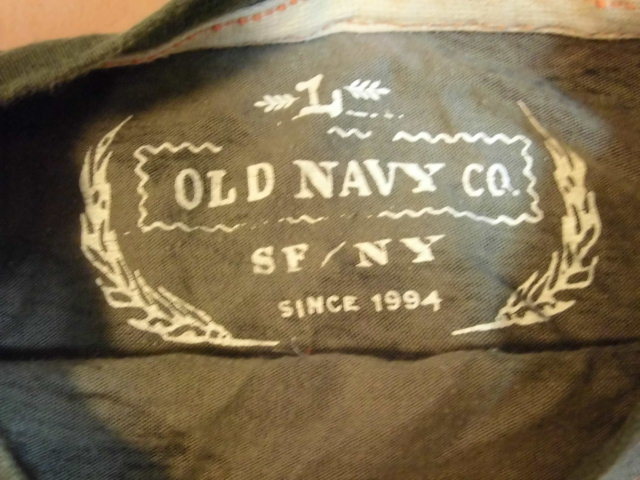 L
OLD NAVY CO.
SF/NY
SINCE 1994